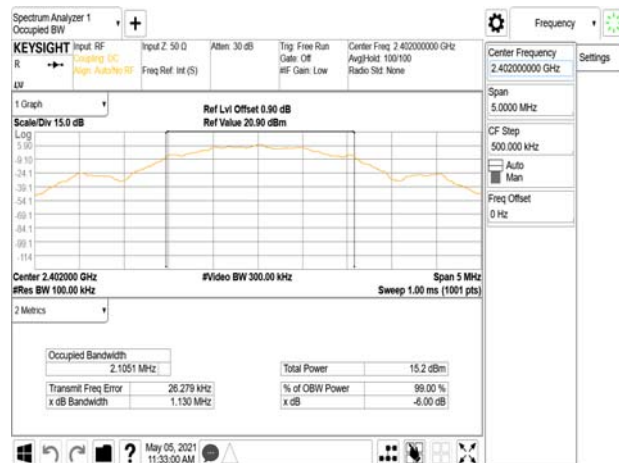 Spectrum Analyzer 1
Occupied BW
Frequency
KEYSIGHT
R
Input: RF
Coupling: DC
Align: Auto/No RF
Input Z: 50 Ω
Freq Ref: Int (S)
Atten: 30 dB
Trig: Free Run
Gate: Off
#IF Gain: Low
Center Freq: 2.402000000 GHz
Avg|Hold: 100/100
Radio Std: None
Center Frequency
2.402000000 GHz
Settings
Span
5.0000 MHz
CF Step
500.000 kHz
Auto
Man
Freq Offset
0 Hz
1 Graph
Scale/Div 15.0 dB
Ref Lvl Offset 0.90 dB
Ref Value 20.90 dBm
Log
5.90
-9.10
-24.1
-39.1
-54.1
-69.1
-84.1
-99.1
-114
Center 2.402000 GHz
#Res BW 100.00 kHz
#Video BW 300.00 kHz
Span 5 MHz
Sweep 1.00 ms (1001 pts)
2 Metrics
Occupied Bandwidth
2.1051 MHz
Total Power 15.2 dBm
Transmit Freq Error 26.279 kHz
% of OBW Power 99.00 %
x dB Bandwidth 1.130 MHz
x dB -6.00 dB
?
May 05, 2021
11:33:00 AM